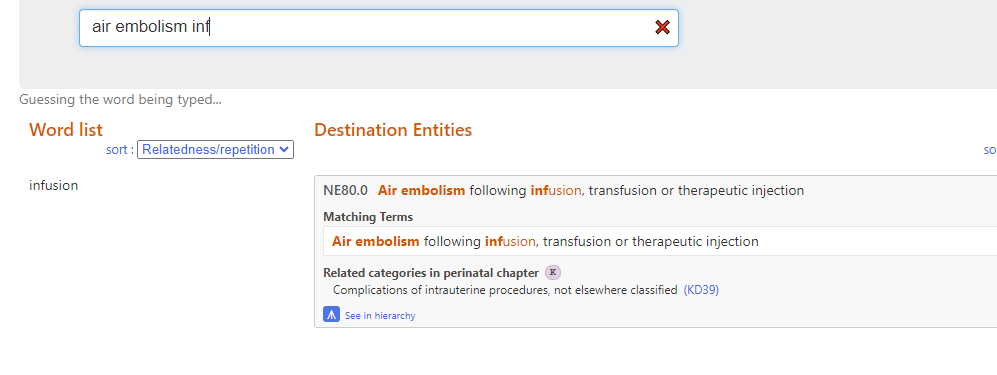 air embolism inf
Guessing the word being typed...
Word list
Destination Entities
sort : Relatedness/repetition
so
infusion
NE80.0 Air embolism following infusion, transfusion or therapeutic injection
Matching Terms
Air embolism following infusion, transfusion or therapeutic injection
Related categories in perinatal chapter K
Complications of intrauterine procedures, not elsewhere classified (KD39)
See in hierarchy